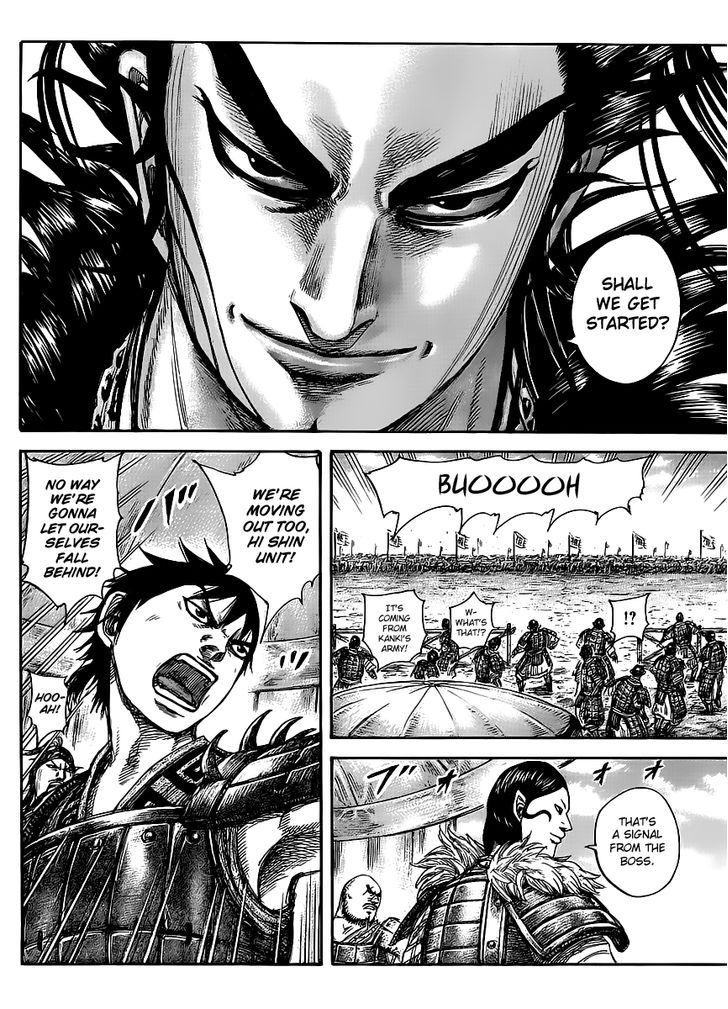 SHALL
WE GET
STARTED?
BUOOOOH
!?
W-
WHAT'S
THAT!?
IT'S
COMING
FROM
KANKI'S
ARMY!
THAT'S
A SIGNAL
FROM THE
BOSS.
WE'RE
MOVING
OUT TOO,
HI SHIN
UNIT!
NO WAY
WE'RE
GONNA
LET OUR-
SELVES
FALL
BEHIND!
HOO-
AH!